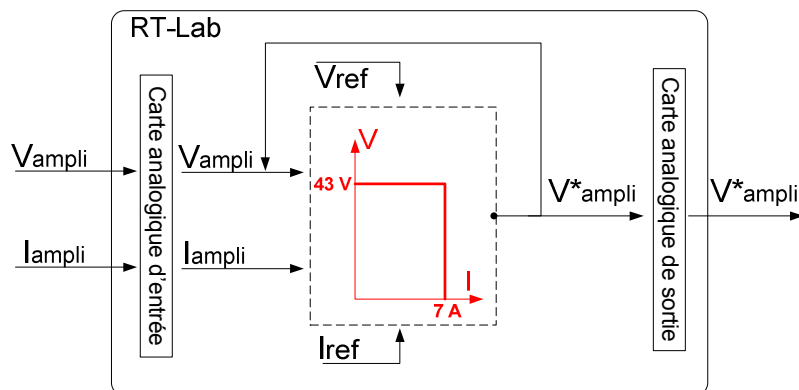 RT-Lab
Vref
Carte analogique d'entrée
Carte analogique de sortie
Vampli
Vampli
V
43 V
V*ampli
V*ampli
Iampli
Iampli
I
7 A
Iref